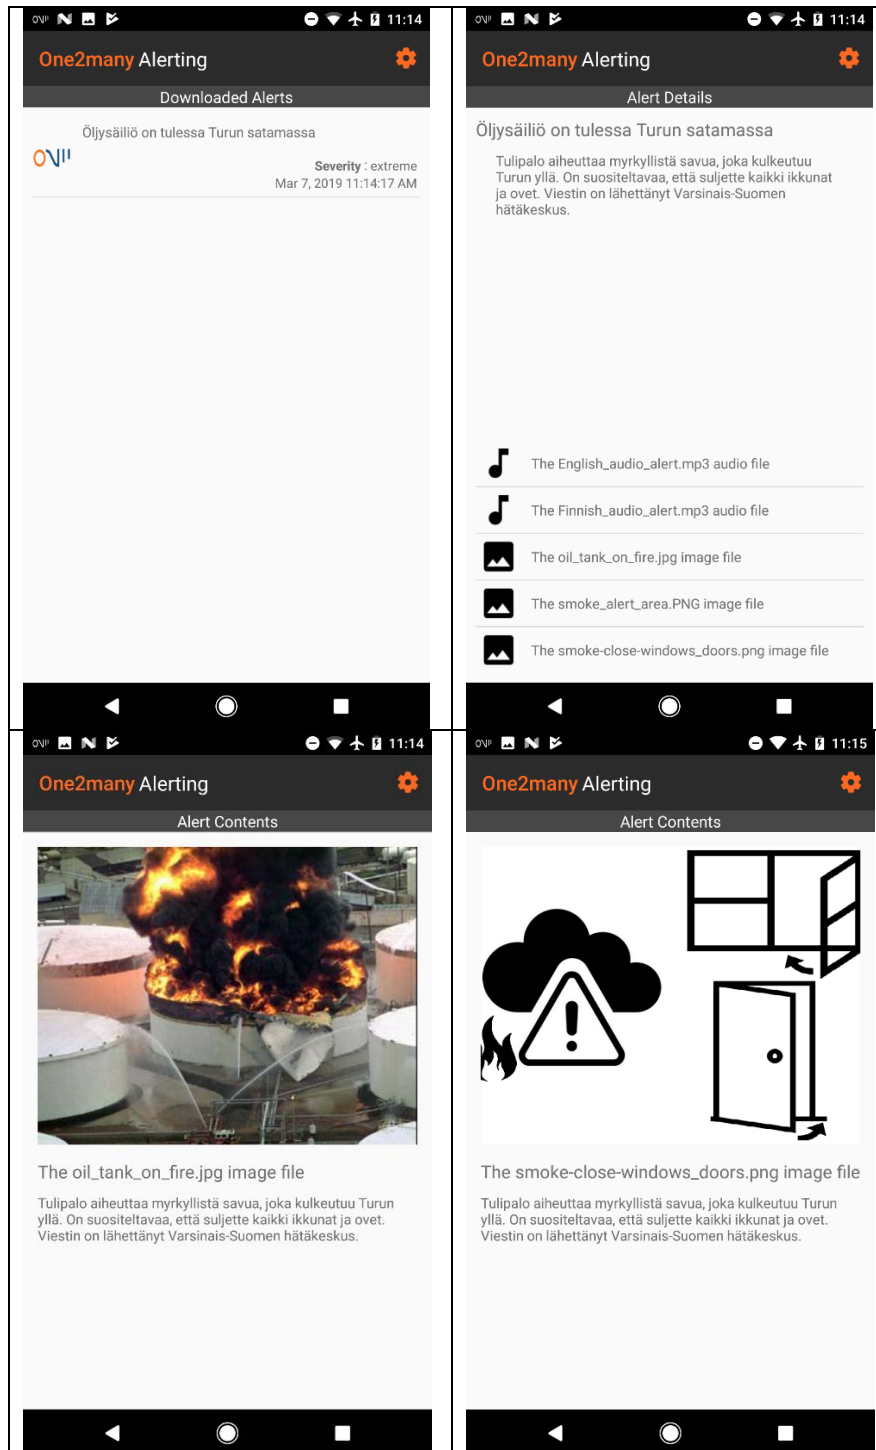 11:14
One2many Alerting
Downloaded Alerts
Öljysäiliö on tulessa Turun satamassa
Severity : extreme
Mar 7, 2019 11:14:17 AM
11:14
One2many Alerting
Alert Details
Öljysäiliö on tulessa Turun satamassa
Tulipalo aiheuttaa myrkyllistä savua, joka kulkeutuu
Turun yllä. On suositeltavaa, että suljette kaikki ikkunat
ja ovet. Viestin on lähettänyt Varsinais-Suomen
hätäkeskus.
The English_audio_alert.mp3 audio file
The Finnish_audio_alert.mp3 audio file
The oil_tank_on_fire.jpg image file
The smoke_alert_area.PNG image file
The smoke-close-windows_doors.png image file
11:14
One2many Alerting
Alert Contents
The oil_tank_on_fire.jpg image file
Tulipalo aiheuttaa myrkyllistä savua, joka kulkeutuu Turun
yllä. On suositeltavaa, että suljette kaikki ikkunat ja ovet.
Viestin on lähettänyt Varsinais-Suomen hätäkeskus.
11:15
One2many Alerting
Alert Contents
The smoke-close-windows_doors.png image file
Tulipalo aiheuttaa myrkyllistä savua, joka kulkeutuu Turun
yllä. On suositeltavaa, että suljette kaikki ikkunat ja ovet.
Viestin on lähettänyt Varsinais-Suomen hätäkeskus.